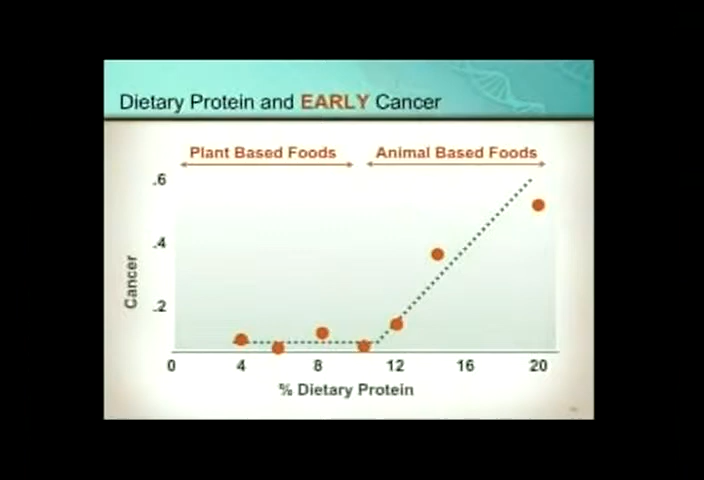 Dietary Protein and EARLY Cancer
Plant Based Foods
Animal Based Foods
.6
.4
.2
Cancer
0 4 8 12 16 20
% Dietary Protein